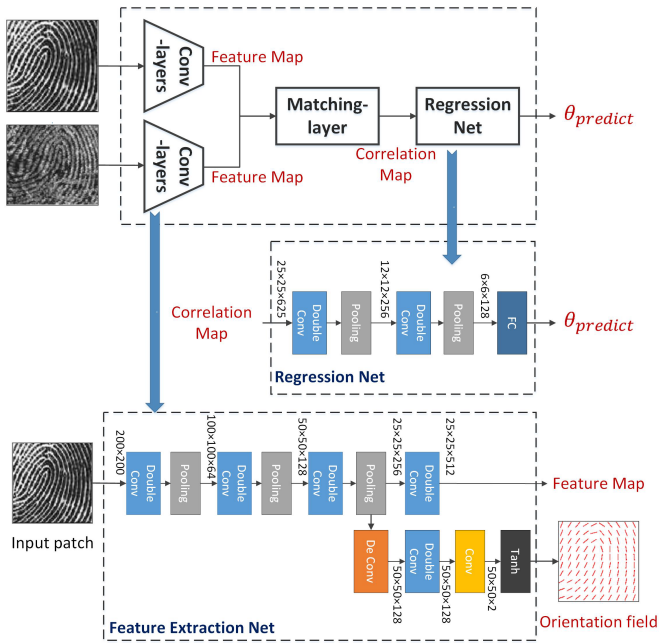 Conv
-layers
Feature Map
Conv
-layers
Feature Map
Matching-
layer
Regression
Net
Correlation
Map
θpredict
Correlation
Map
25×25×625
Double
Conv
Pooling
12×12×256
Double
Conv
Pooling
6×6×128
FC
θpredict
Regression Net
Input patch
200×200
Double
Conv
Pooling
100×100×64
Double
Conv
Pooling
50×50×128
Double
Conv
Pooling
25×25×256
Double
Conv
25×25×512
Feature Map
De Conv
50×50×128
Double
Conv
50×50×128
Conv
50×50×2
Tanh
Orientation field
Feature Extraction Net